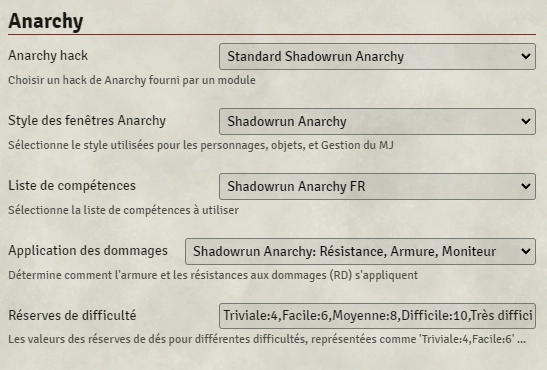 Anarchy
Anarchy hack
Standard Shadowrun Anarchy
Choisir un hack de Anarchy fourni par un module
Style des fenêtres Anarchy
Shadowrun Anarchy
Sélectionne le style utilisées pour les personnages, objets, et Gestion du MJ
Liste de compétences
Shadowrun Anarchy FR
Sélectionne la liste de compétences à utiliser
Application des dommages
Shadowrun Anarchy: Résistance, Armure, Moniteur
Détermine comment l'armure et les résistances aux dommages (RD) s'appliquent
Réserves de difficulté
Triviale:4,Facile:6,Moyenne:8,Difficile:10,Très diffici
Les valeurs des réserves de dés pour différentes difficultés, représentées comme 'Triviale:4,Facile:6' ...